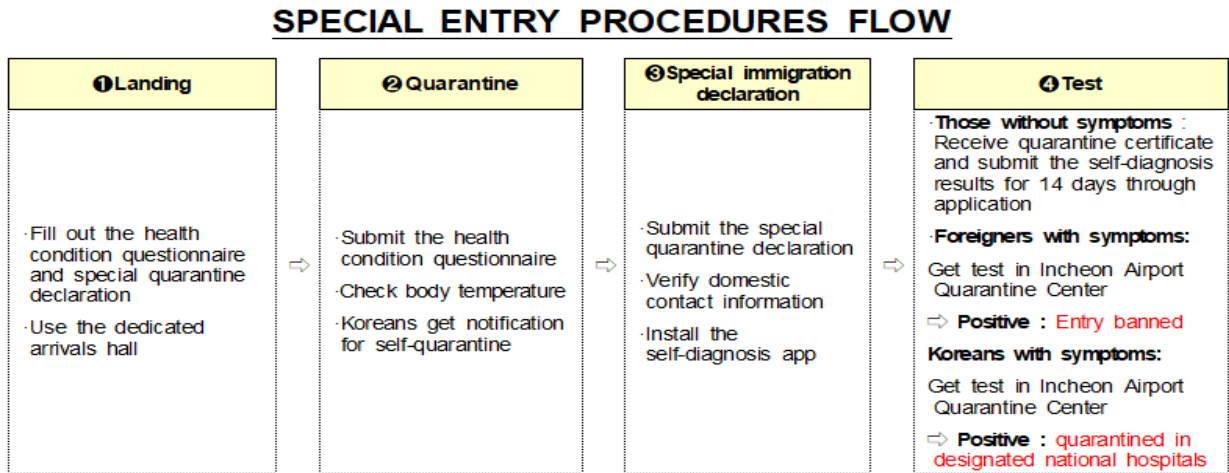 SPECIAL ENTRY PROCEDURES FLOW
❶Landing
·Fill out the health
condition questionnaire
and special quarantine
declaration
·Use the dedicated
arrivals hall
⇨
❷Quarantine
·Submit the health
condition questionnaire
·Check body temperature
·Koreans get notification
for self-quarantine
⇨
❸Special immigration
declaration
·Submit the special
quarantine declaration
·Verify domestic
contact information
·Install the
self-diagnosis app
⇨
❹Test
·Those without symptoms :
Receive quarantine certificate
and submit the self-diagnosis
results for 14 days through
application
·Foreigners with symptoms:
Get test in Incheon Airport
Quarantine Center
⇨ Positive : Entry banned
Koreans with symptoms:
Get test in Incheon Airport
Quarantine Center
⇨ Positive : quarantined in
designated national hospitals